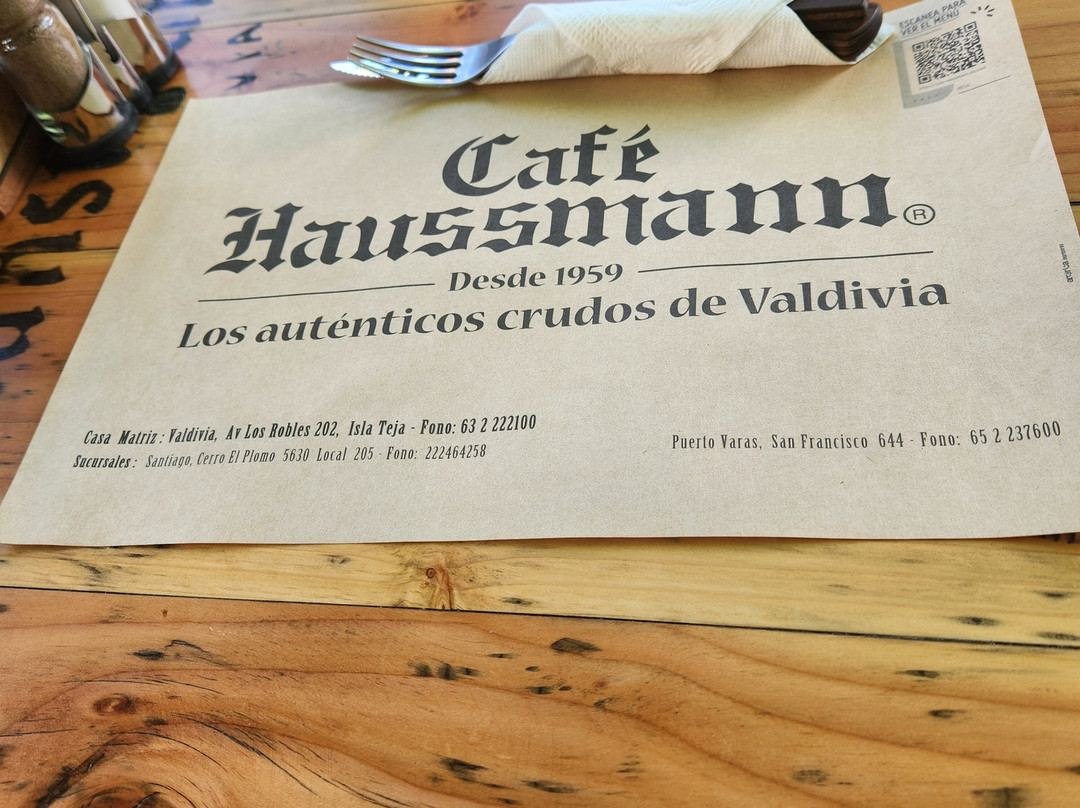 ESCANEA PARA
VER EL MENÚ
Café
Haussmann®
Desde 1959
Los auténticos crudos de Valdivia
Casa Matriz : Valdivia, Av Los Robles 202, Isla Teja - Fono: 63 2 222100
Sucursales : Santiago, Cerro El Plomo 5630 Local 205 - Fono: 222464258
Puerto Varas, San Francisco 644 - Fono: 65 2 237600